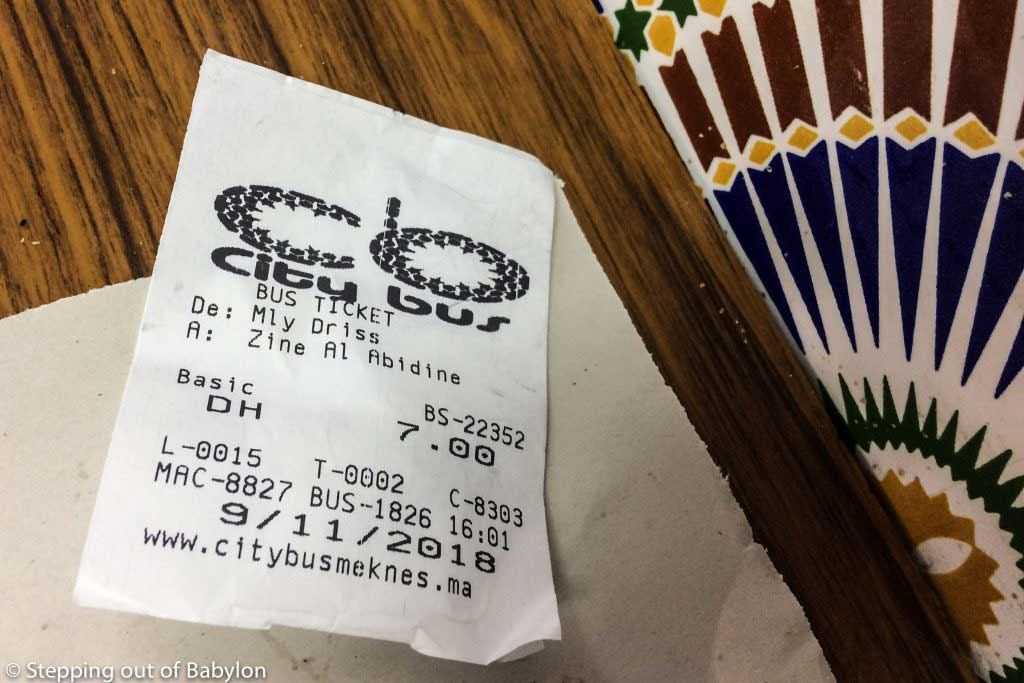 cb
city bus
BUS TICKET
De: Mly Driss
A: Zine Al Abidine
Basic BS-22352
DH 7.00
L-0015 T-0002 C-8303
MAC-8827 BUS-1826 16:01
9/11/2018
www.citybusmeknes.ma
© Stepping out of Babylon